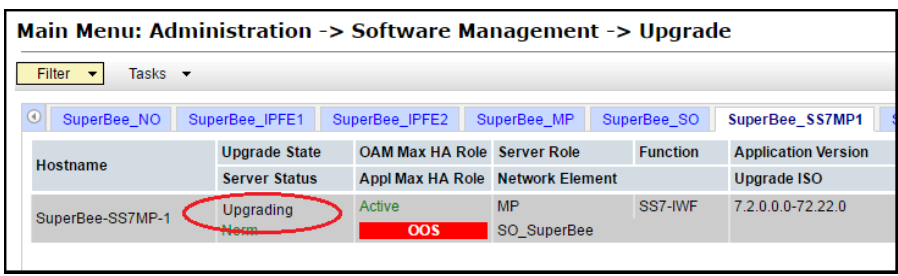 Main Menu: Administration -> Software Management -> Upgrade
Filter Tasks
SuperBee_NO SuperBee_IPFE1 SuperBee_IPFE2 SuperBee_MP SuperBee_SO SuperBee_SS7MP1
Hostname Upgrade State OAM Max HA Role Server Role Function Application Version
Server Status Appl Max HA Role Network Element Upgrade ISO
SuperBee-SS7MP-1 Upgrading Active MP SS7-IWF 7.2.0.0.0-72.22.0
Norm OOS SO_SuperBee